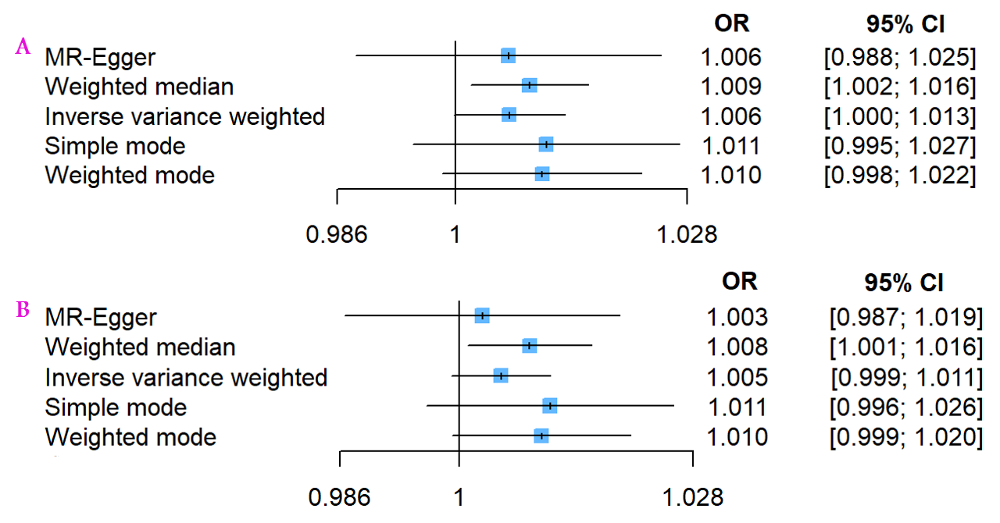 OR 95% CI
A MR-Egger 1.006 [0.988; 1.025]
Weighted median 1.009 [1.002; 1.016]
Inverse variance weighted 1.006 [1.000; 1.013]
Simple mode 1.011 [0.995; 1.027]
Weighted mode 1.010 [0.998; 1.022]
0.986 1 1.028
OR 95% CI
B MR-Egger 1.003 [0.987; 1.019]
Weighted median 1.008 [1.001; 1.016]
Inverse variance weighted 1.005 [0.999; 1.011]
Simple mode 1.011 [0.996; 1.026]
Weighted mode 1.010 [0.999; 1.020]
0.986 1 1.028